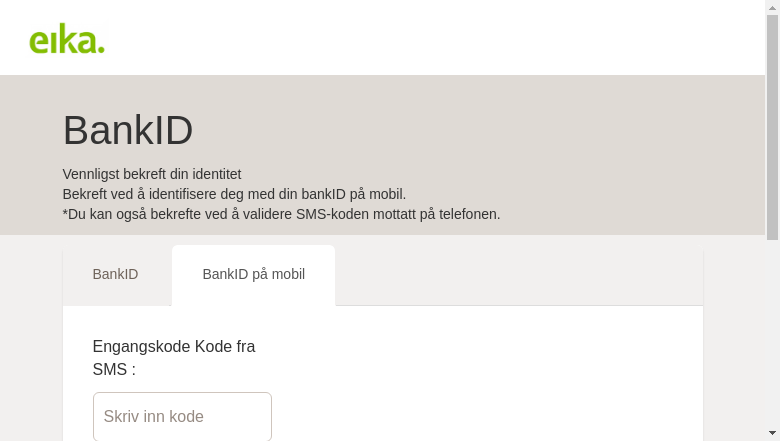 eika.
BankID
Vennligst bekreft din identitet
Bekreft ved å identifisere deg med din bankID på mobil.
*Du kan også bekrefte ved å validere SMS-koden mottatt på telefonen.
BankID
BankID på mobil
Engangskode Kode fra
SMS :
Skriv inn kode